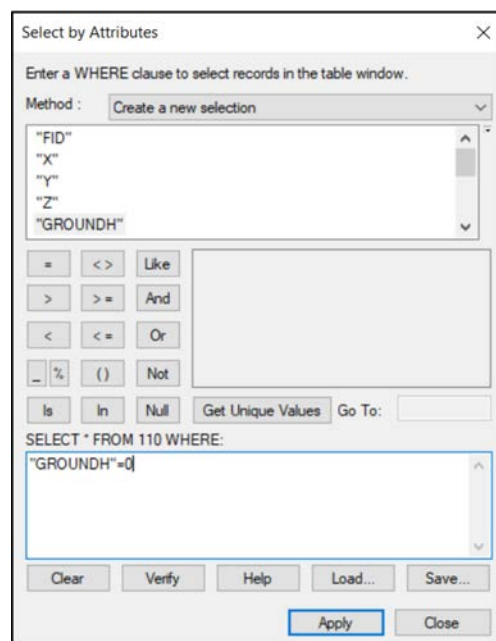 Select by Attributes
Enter a WHERE clause to select records in the table window.
Method : Create a new selection
"FID"
"X"
"Y"
"Z"
"GROUNDH"
= < > Like
> > = And
< < = Or
_ % ( ) Not
Is In Null Get Unique Values Go To:
SELECT * FROM 110 WHERE:
"GROUNDH"=0
Clear Verify Help Load... Save...
Apply Close